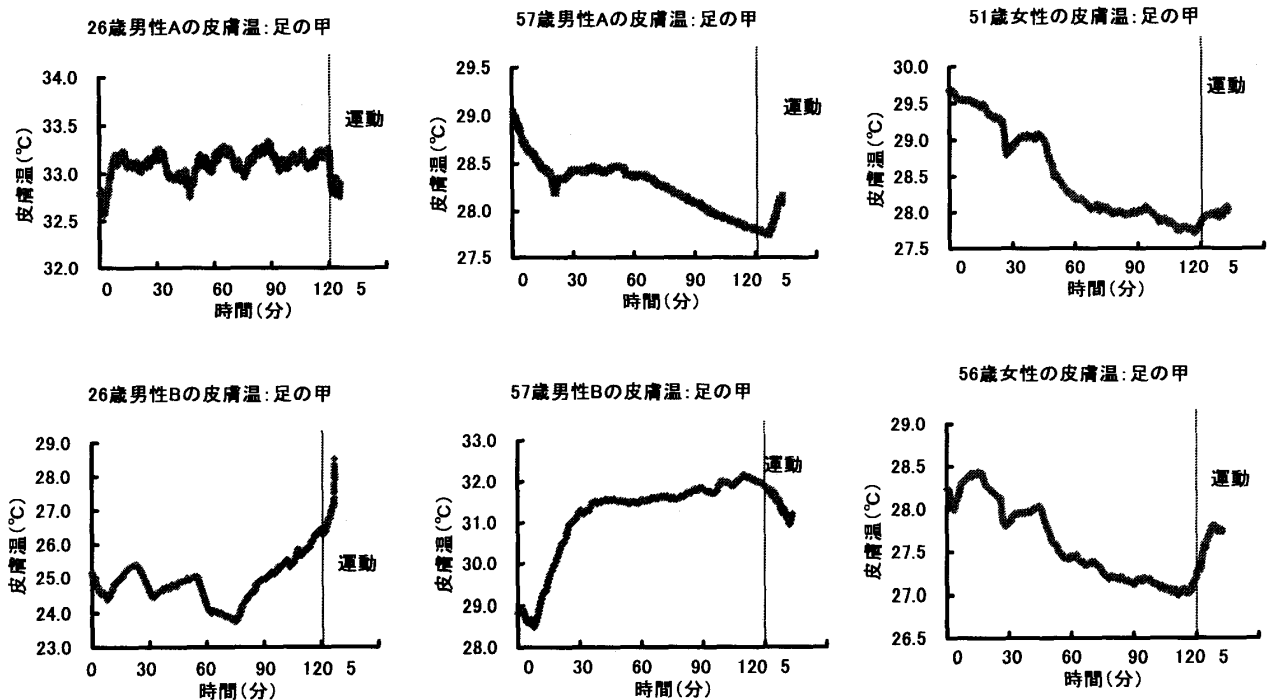 26歳男性Aの皮膚温:足の甲
34.0
33.5
33.0
32.5
32.0
皮膚温(℃)
運動
0 30 60 90 120 5
時間(分)
57歳男性Aの皮膚温:足の甲
29.5
29.0
28.5
28.0
27.5
皮膚温(℃)
運動
0 30 60 90 120 5
時間(分)
51歳女性の皮膚温:足の甲
30.0
29.5
29.0
28.5
28.0
27.5
皮膚温(℃)
運動
0 30 60 90 120 5
時間(分)
26歳男性Bの皮膚温:足の甲
29.0
28.0
27.0
26.0
25.0
24.0
23.0
皮膚温(℃)
運動
0 30 60 90 120 5
時間(分)
57歳男性Bの皮膚温:足の甲
33.0
32.0
31.0
30.0
29.0
28.0
皮膚温(℃)
運動
0 30 60 90 120 5
時間(分)
56歳女性の皮膚温:足の甲
29.0
28.5
28.0
27.5
27.0
26.5
皮膚温(℃)
運動
0 30 60 90 120 5
時間(分)